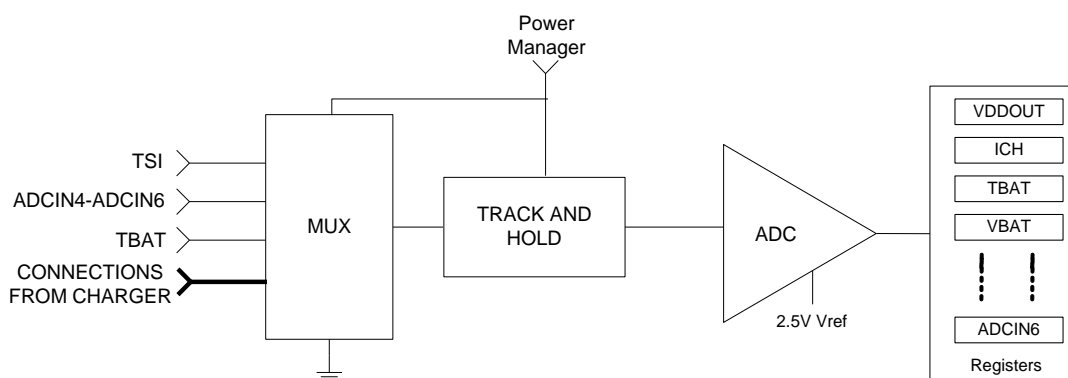 Power
Manager
TSI
ADCIN4-ADCIN6
TBAT
CONNECTIONS
FROM CHARGER
MUX
TRACK AND
HOLD
ADC
2.5V Vref
VDDOUT
ICH
TBAT
VBAT
ADCIN6
Registers